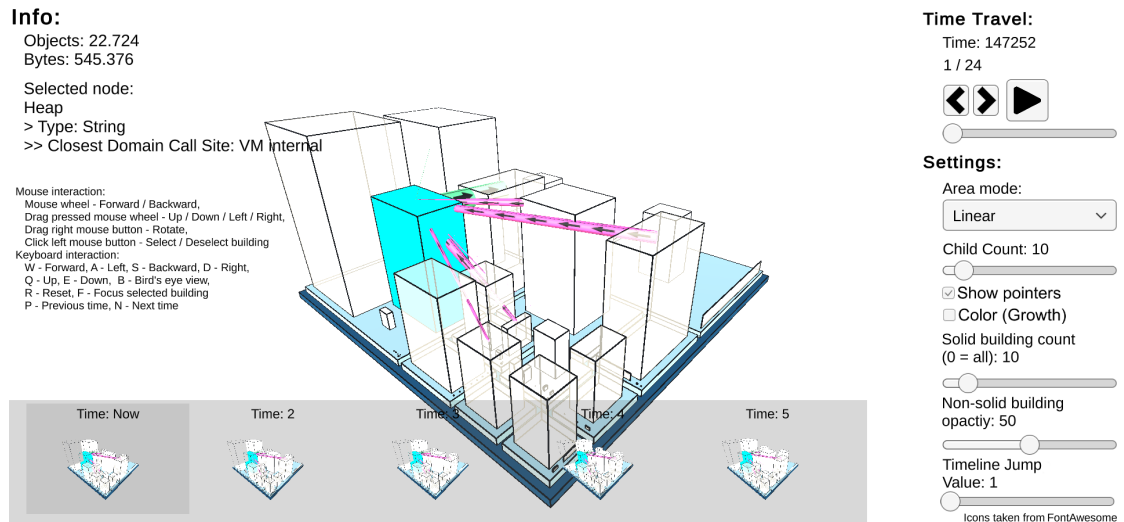 Info:
Objects: 22.724
Bytes: 545.376
Selected node:
Heap
> Type: String
>> Closest Domain Call Site: VM internal
Mouse interaction:
Mouse wheel - Forward / Backward,
Drag pressed mouse wheel - Up / Down / Left / Right,
Drag right mouse button - Rotate,
Click left mouse button - Select / Deselect building
Keyboard interaction:
W - Forward, A - Left, S - Backward, D - Right,
Q - Up, E - Down,  B - Bird's eye view,
R - Reset, F - Focus selected building
P - Previous time, N - Next time
Time: Now
Time: 2
Time: 3
Time: 4
Time: 5
Time Travel:
Time: 147252
1 / 24
Settings:
Area mode:
Linear
Child Count: 10
Show pointers
Color (Growth)
Solid building count
(0 = all): 10
Non-solid building
opactiy: 50
Timeline Jump
Value: 1
Icons taken from FontAwesome